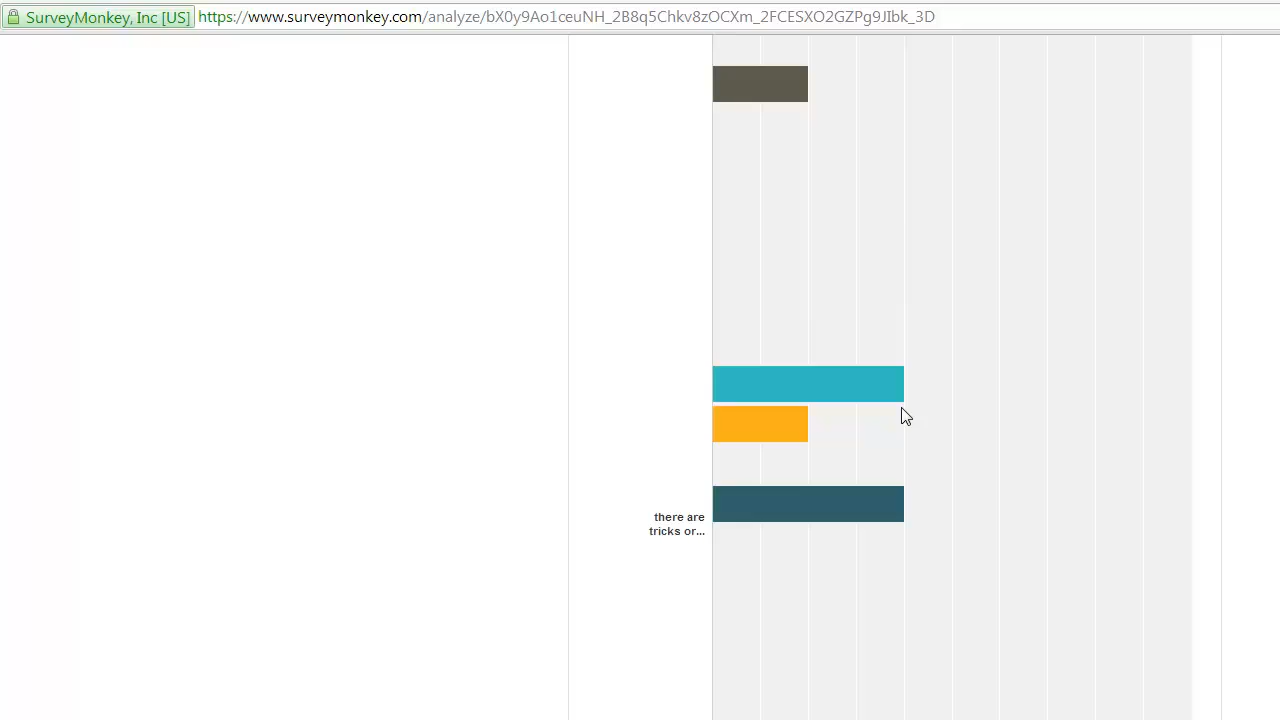 SurveyMonkey, Inc [US] https://www.surveymonkey.com/analyze/bX0y9Ao1ceuNH_2B8q5Chkv8zOCXm_2FCESXO2GZPg9JIbk_3D
there are
tricks or...